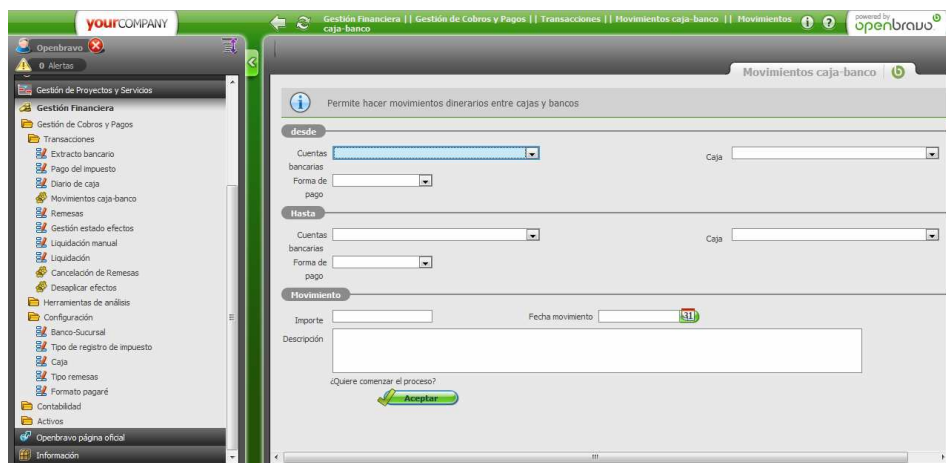 yourCOMPANY
Gestión Financiera || Gestión de Cobros y Pagos || Transacciones || Movimientos caja-banco || Movimientos
caja-banco
powered by
openbravo
Openbravo
0 Alertas
Gestión de Proyectos y Servicios
Gestión Financiera
Gestión de Cobros y Pagos
Transacciones
Extracto bancario
Pago del impuesto
Diario de caja
Movimientos caja-banco
Remesas
Gestión estado efectos
Liquidación manual
Liquidación
Cancelación de Remesas
Desaplicar efectos
Herramientas de análisis
Configuración
Banco-Sucursal
Tipo de registro de impuesto
Caja
Tipo remesas
Formato pagaré
Contabilidad
Activos
Openbravo página oficial
Información
Movimientos caja-banco
Permite hacer movimientos dinerarios entre cajas y bancos
desde
Cuentas
bancarias
Caja
Forma de
pago
Hasta
Cuentas
bancarias
Caja
Forma de
pago
Movimiento
Importe
Fecha movimiento
31
Descripción
¿Quiere comenzar el proceso?
Aceptar